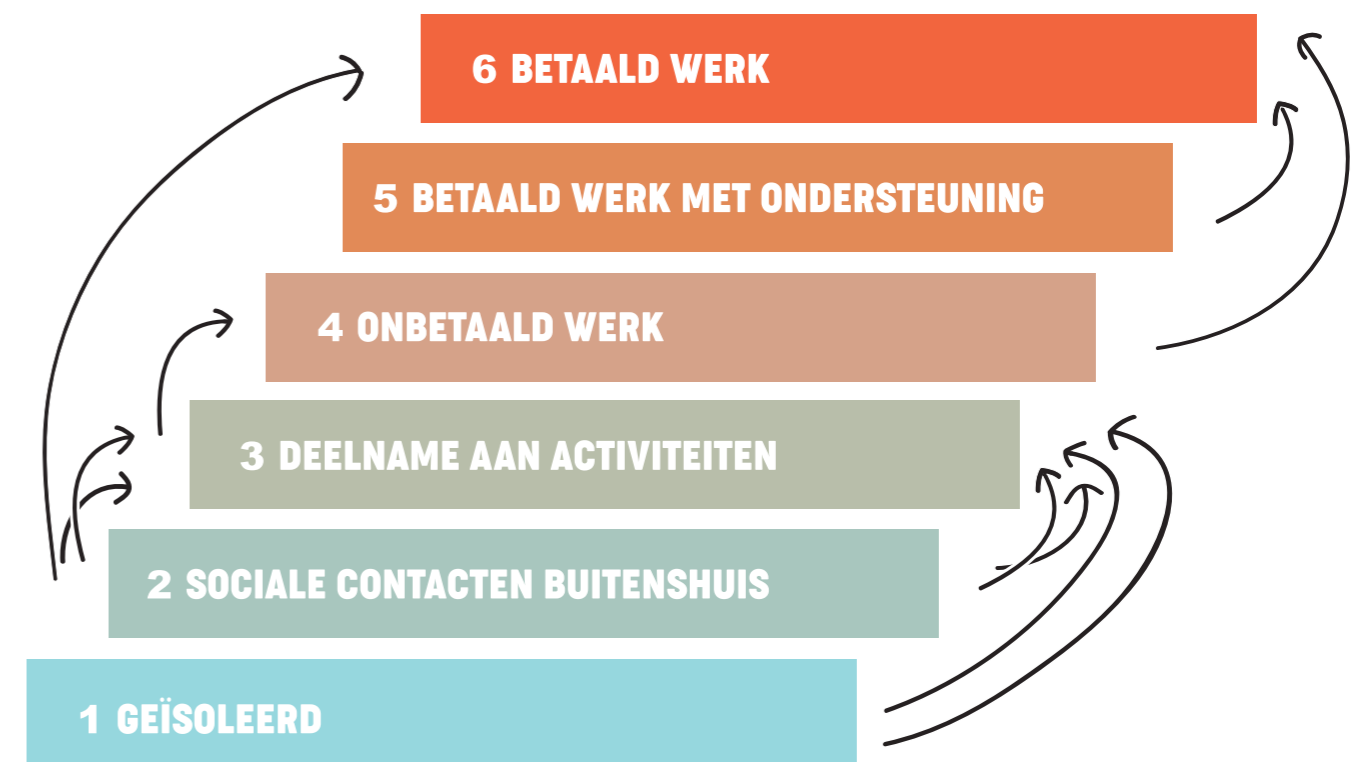 6 BETAALD WERK
5 BETAALD WERK MET ONDERSTEUNING
4 ONBETAALD WERK
3 DEELNAME AAN ACTIVITEITEN
2 SOCIALE CONTACTEN BUITENSHUIS
1 GEÏSOLEERD